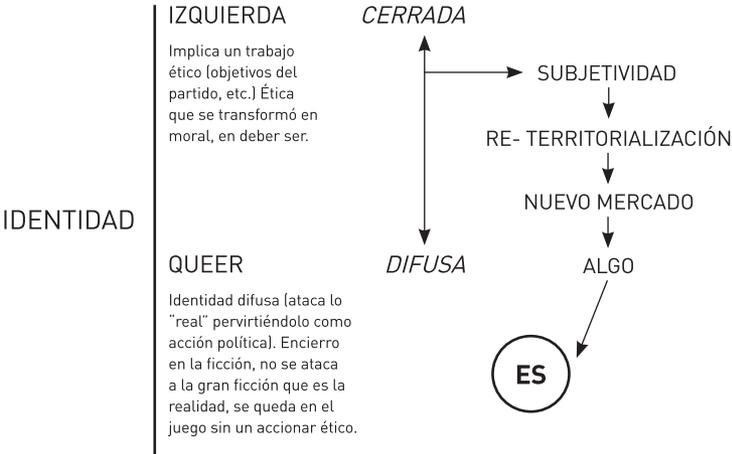 IDENTIDAD
IZQUIERDA
Implica un trabajo
ético (objetivos del
partido, etc.) Ética
que se transformó en
moral, en deber ser.
QUEER
Identidad difusa (ataca lo
"real" pervirtiéndolo como
acción política). Encierro
en la ficción, no se ataca
a la gran ficción que es la
realidad, se queda en el
juego sin un accionar ético.
CERRADA
DIFUSA
SUBJETIVIDAD
RE- TERRITORIALIZACIÓN
NUEVO MERCADO
ALGO
ES